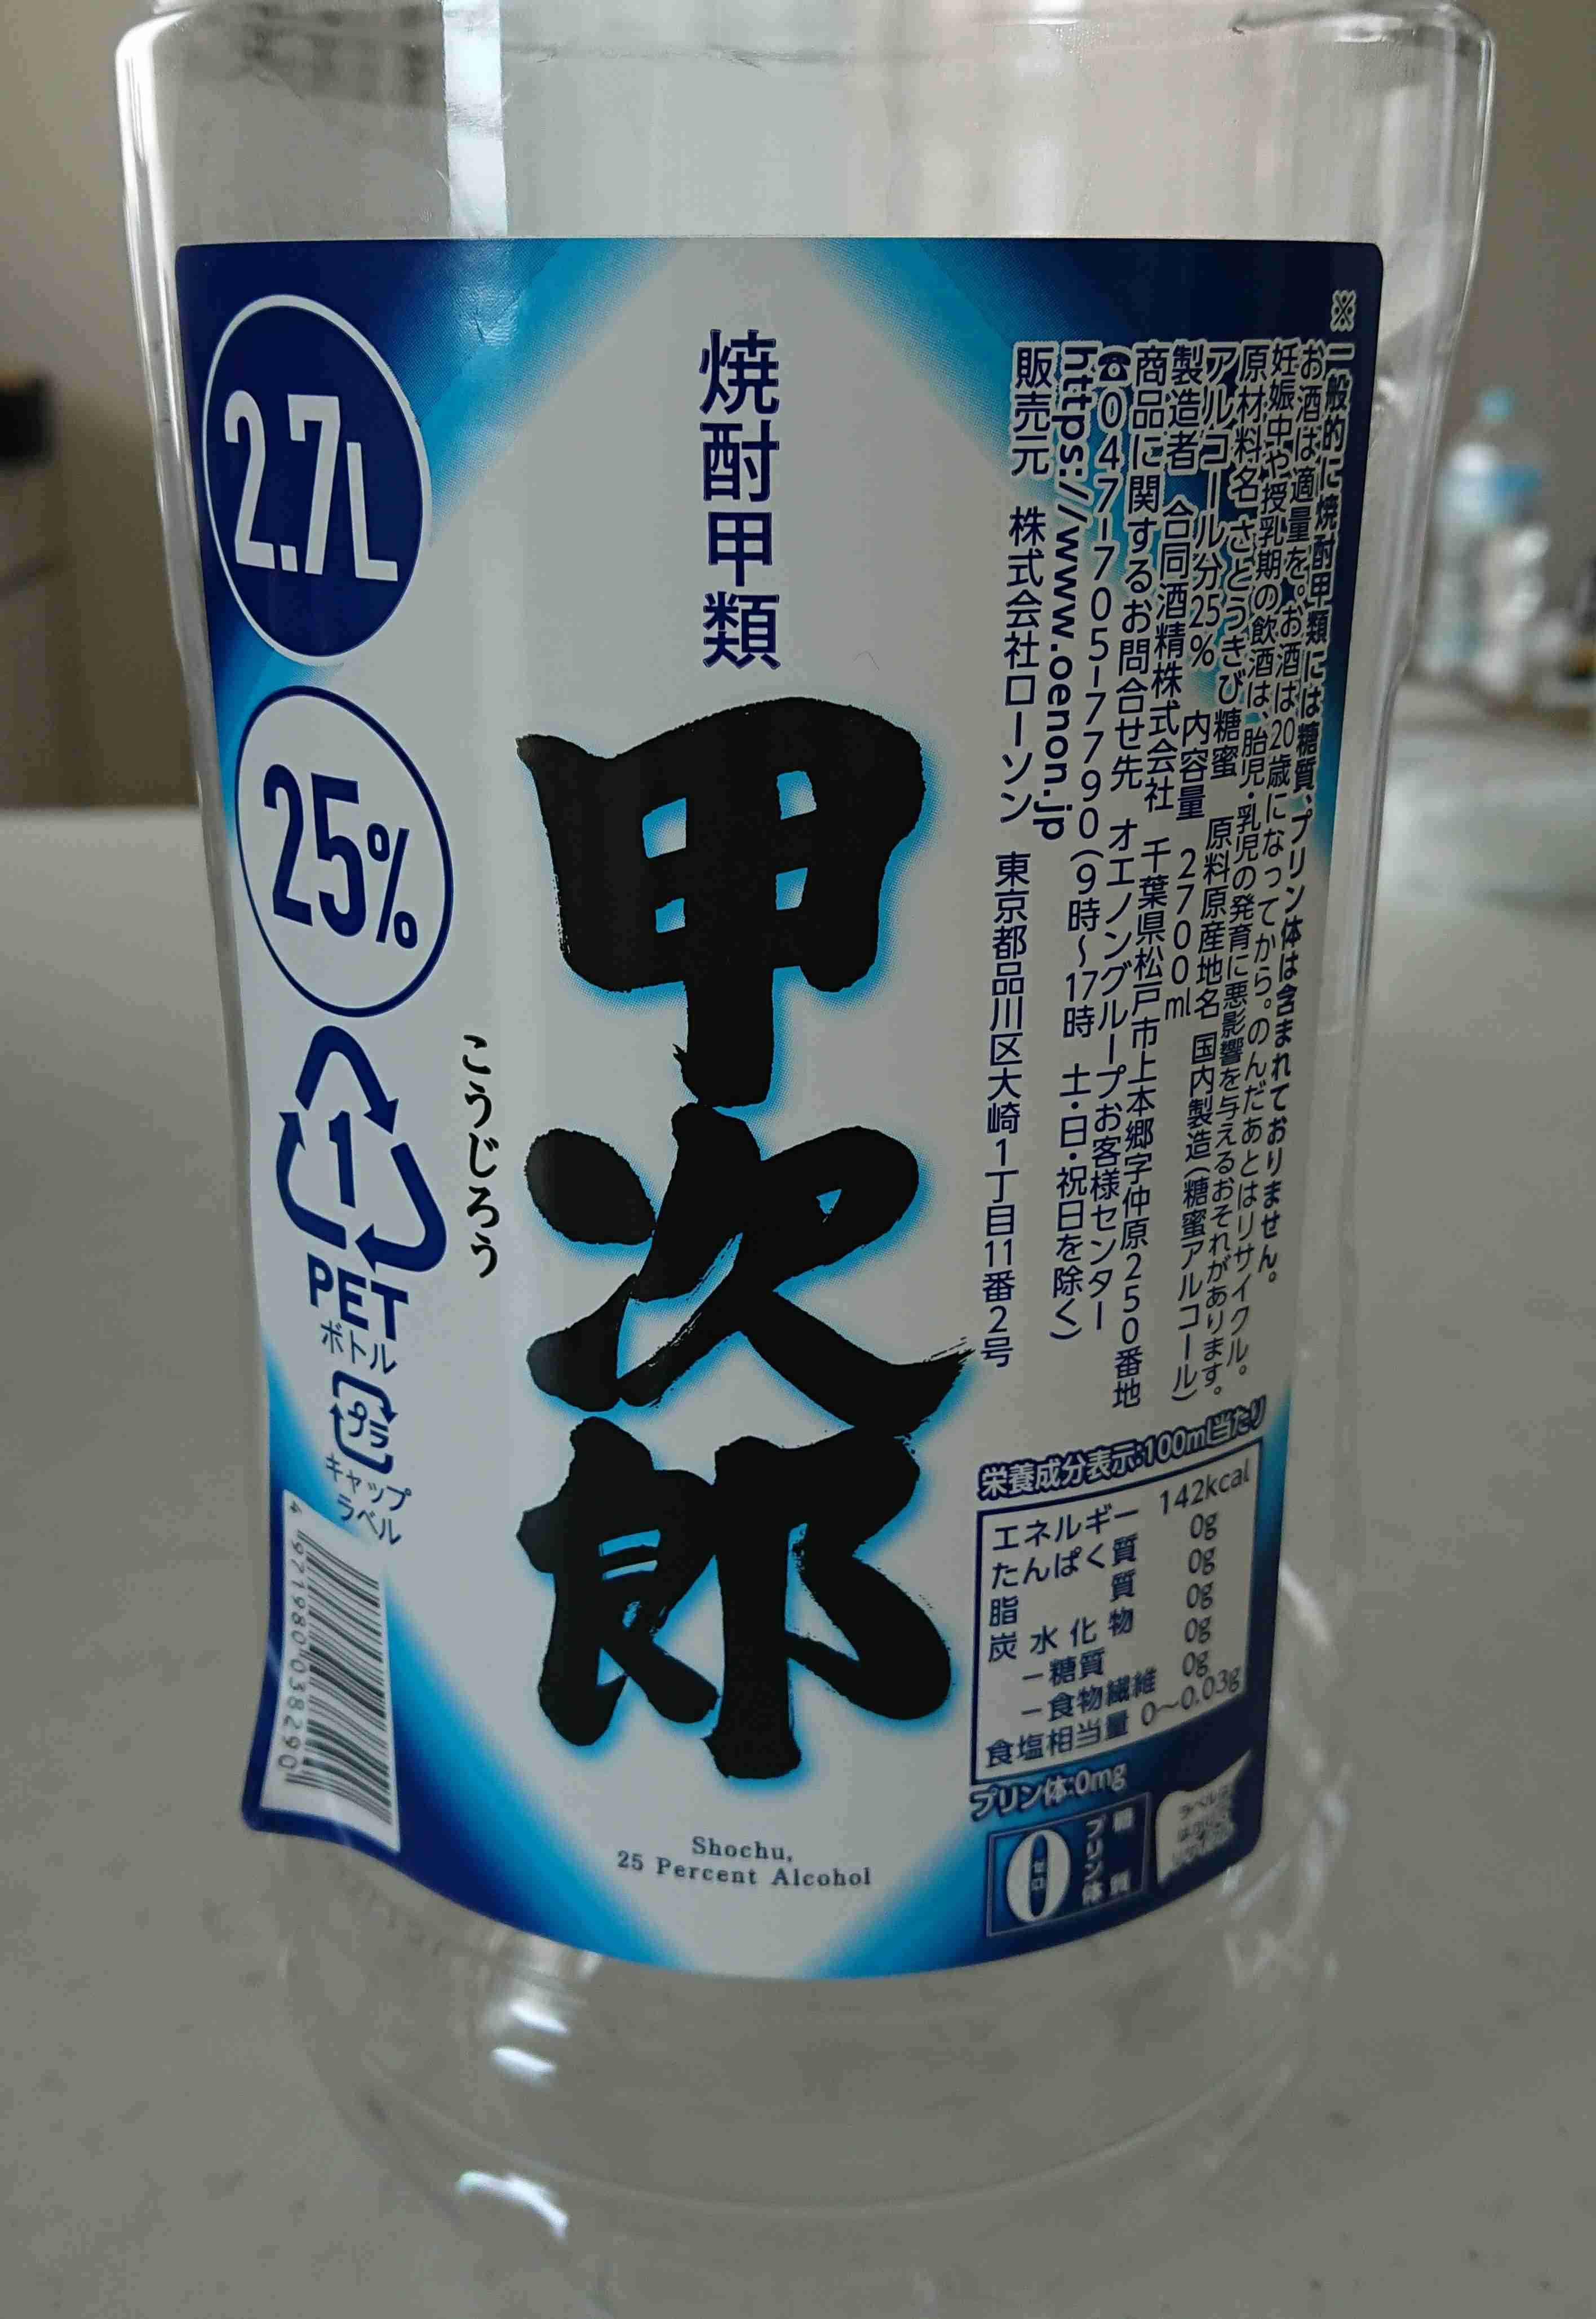 2.7L
25%
1
PET
ボトル
プラ
キャップ
ラベル
4971980038290
焼酎甲類
甲次郎
こうじろう
Shochu,
25 Percent Alcohol
※一般的に焼酎甲類には糖質、プリン体は含まれておりません。
お酒は適量を。お酒は20歳になってから。のんだあとはリサイクル。
妊娠中や授乳期の飲酒は、胎児・乳児の発育に悪影響を与えるおそれがあります。
原材料名 さとうきび糖蜜 原料原産地名 国内製造(糖蜜アルコール)
アルコール分25% 内容量 2700ml
製造者 合同酒精株式会社 千葉県松戸市上本郷字仲原250番地
商品に関するお問合せ先 オエノングループお客様センター
☎047-705-7790(9時~17時 土・日・祝日を除く)
https://www.oenon.jp
販売元 株式会社ローソン 東京都品川区大崎1丁目11番2号
栄養成分表示:100ml当たり
エネルギー 142kcal
たんぱく質 0g
脂質 0g
炭水化物 0g
-糖質 0g
-食物繊維 0g
食塩相当量 0~0.03g
プリン体:0mg
0
ゼロ
糖質
プリン体